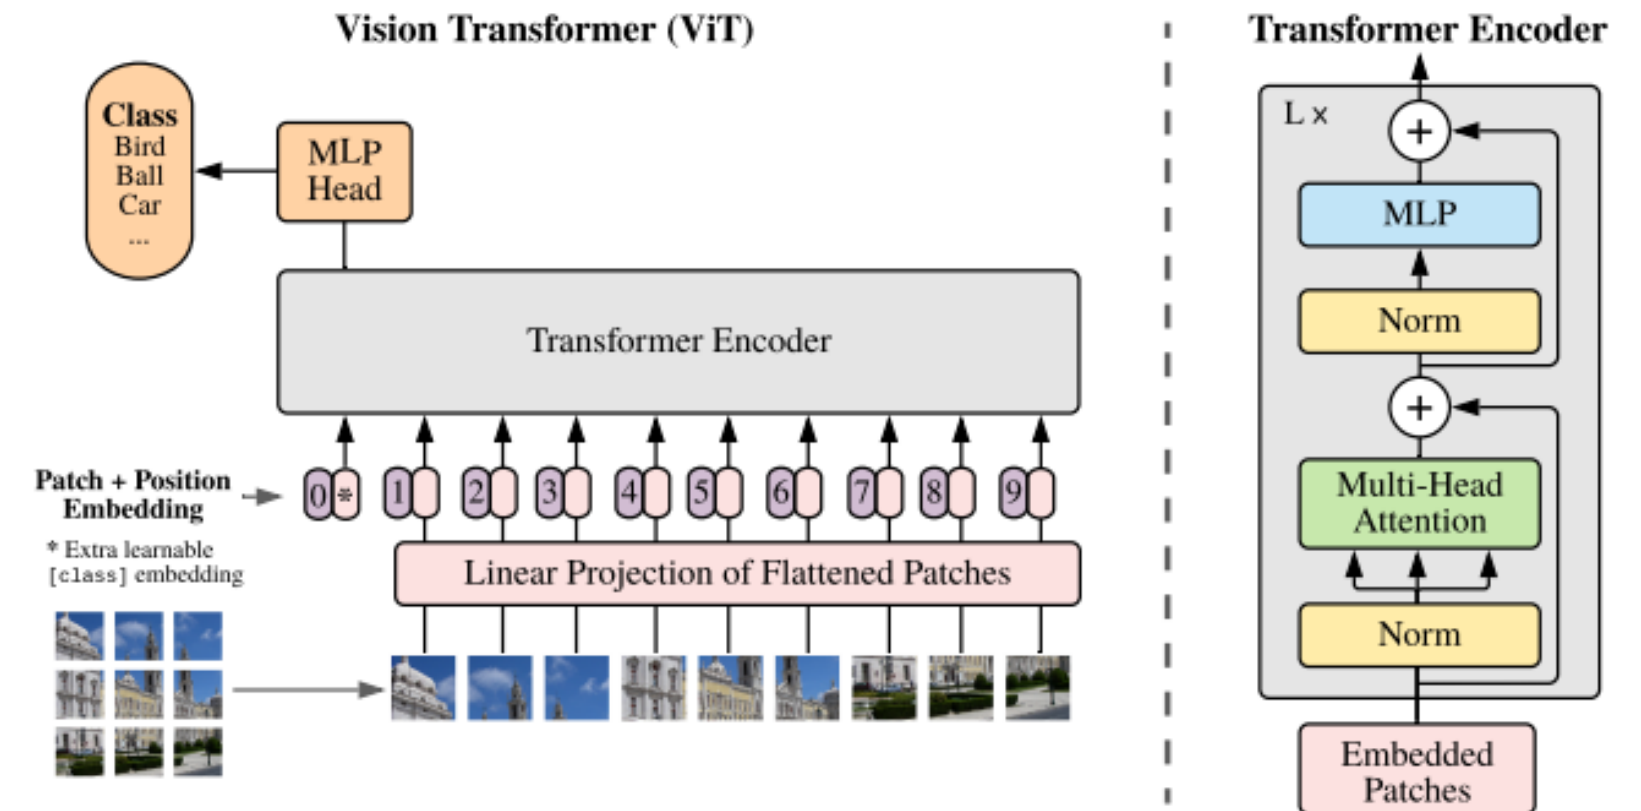 Vision Transformer (ViT)
Class
Bird
Ball
Car
...
MLP
Head
Transformer Encoder
Patch + Position
Embedding
0 * 1 2 3 4 5 6 7 8 9
* Extra learnable
[class] embedding
Linear Projection of Flattened Patches
Transformer Encoder
L ×
+
MLP
Norm
+
Multi-Head
Attention
Norm
Embedded
Patches